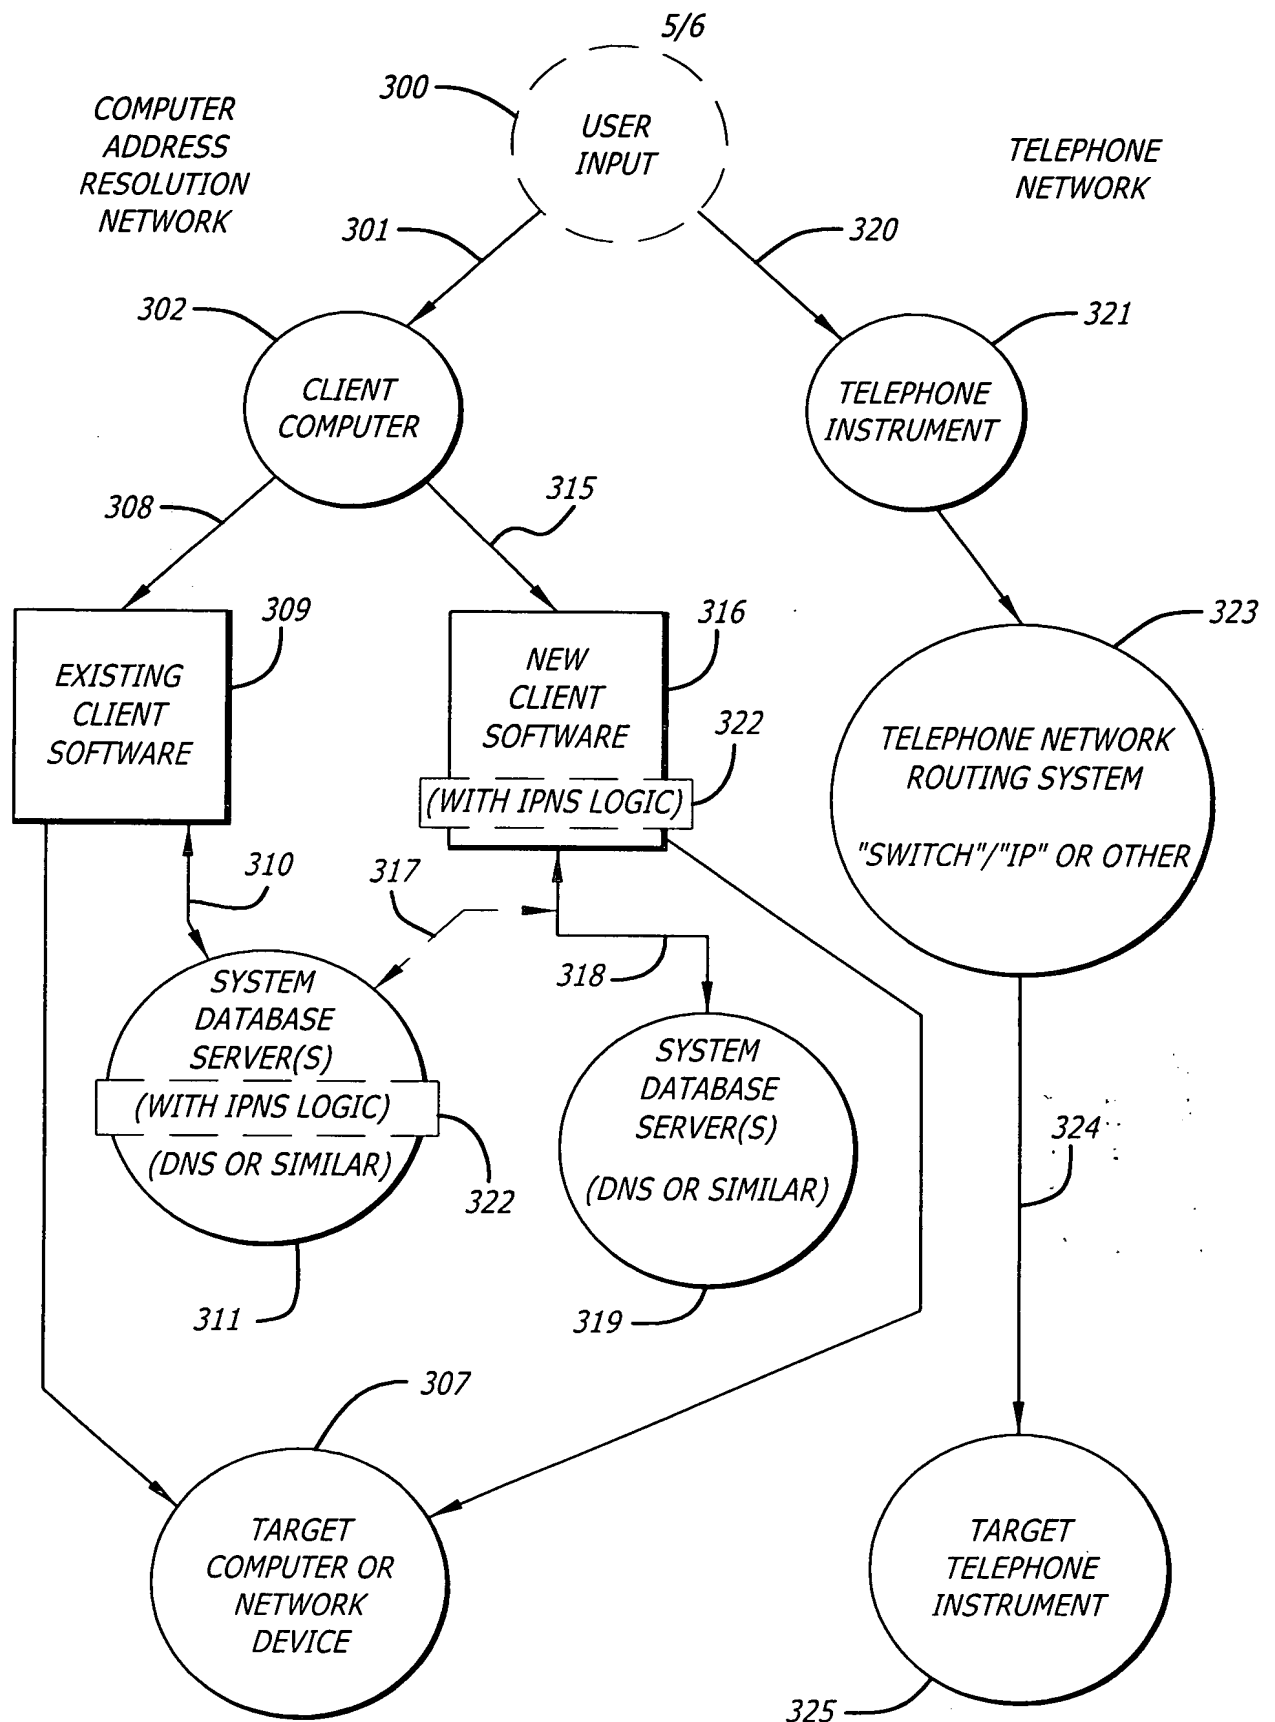 5/6
300
COMPUTER
ADDRESS
RESOLUTION
NETWORK
USER
INPUT
TELEPHONE
NETWORK
301
320
302
321
CLIENT
COMPUTER
TELEPHONE
INSTRUMENT
308
315
309
316
323
EXISTING
CLIENT
SOFTWARE
NEW
CLIENT
SOFTWARE
322
(WITH IPNS LOGIC)
TELEPHONE NETWORK
ROUTING SYSTEM
"SWITCH"/"IP" OR OTHER
310
317
318
SYSTEM
DATABASE
SERVER(S)
(WITH IPNS LOGIC)
(DNS OR SIMILAR)
322
SYSTEM
DATABASE
SERVER(S)
(DNS OR SIMILAR)
324
311
319
307
TARGET
COMPUTER OR
NETWORK
DEVICE
TARGET
TELEPHONE
INSTRUMENT
325